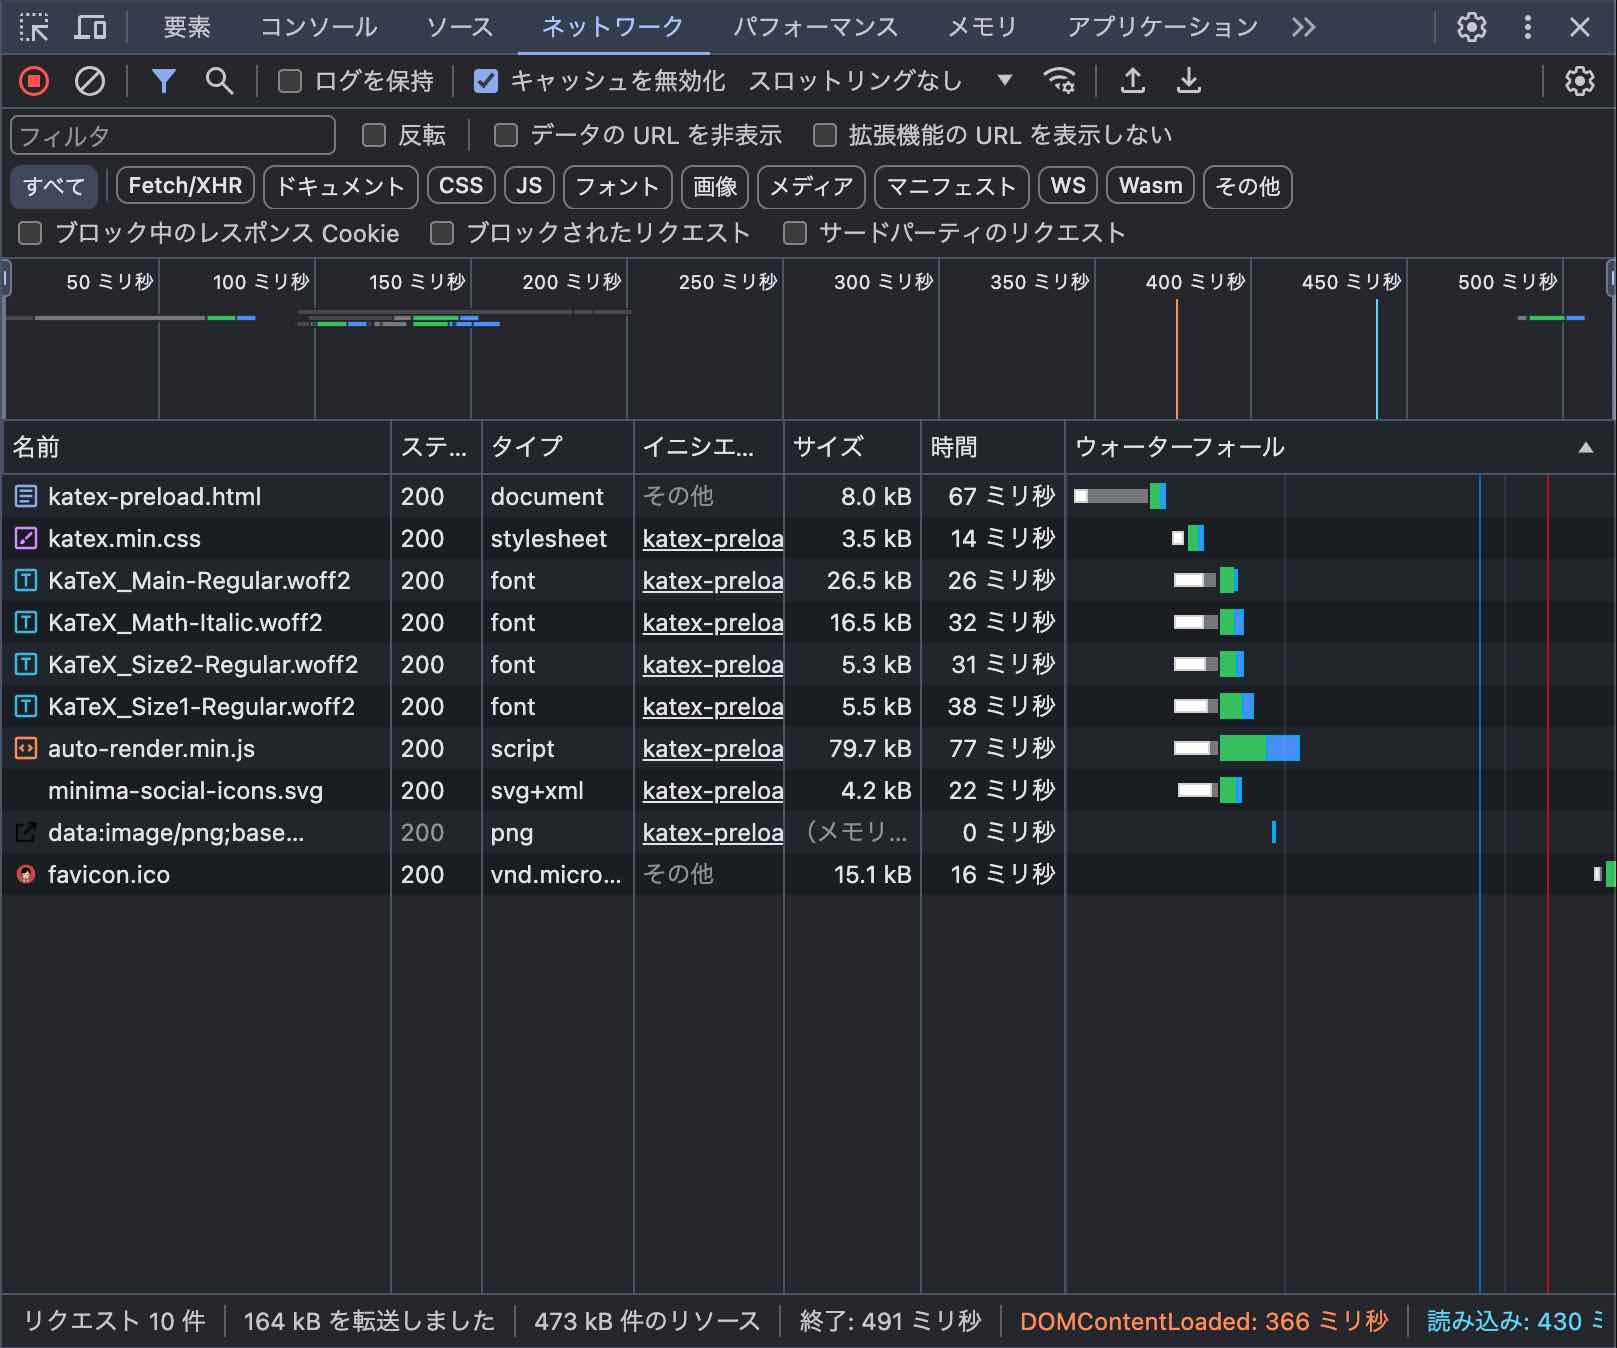 要素 コンソール ソース ネットワーク パフォーマンス メモリ アプリケーション
ログを保持 キャッシュを無効化 スロットリングなし
フィルタ 反転 データの URL を非表示 拡張機能の URL を表示しない
すべて Fetch/XHR ドキュメント CSS JS フォント 画像 メディア マニフェスト WS Wasm その他
ブロック中のレスポンス Cookie ブロックされたリクエスト サードパーティのリクエスト
50 ミリ秒 100 ミリ秒 150 ミリ秒 200 ミリ秒 250 ミリ秒 300 ミリ秒 350 ミリ秒 400 ミリ秒 450 ミリ秒 500 ミリ秒
名前 ステ... タイプ イニシエ... サイズ 時間 ウォーターフォール
katex-preload.html 200 document その他 8.0 kB 67 ミリ秒
katex.min.css 200 stylesheet katex-preloa 3.5 kB 14 ミリ秒
KaTeX_Main-Regular.woff2 200 font katex-preloa 26.5 kB 26 ミリ秒
KaTeX_Math-Italic.woff2 200 font katex-preloa 16.5 kB 32 ミリ秒
KaTeX_Size2-Regular.woff2 200 font katex-preloa 5.3 kB 31 ミリ秒
KaTeX_Size1-Regular.woff2 200 font katex-preloa 5.5 kB 38 ミリ秒
auto-render.min.js 200 script katex-preloa 79.7 kB 77 ミリ秒
minima-social-icons.svg 200 svg+xml katex-preloa 4.2 kB 22 ミリ秒
data:image/png;base... 200 png katex-preloa (メモリ... 0 ミリ秒
favicon.ico 200 vnd.micro... その他 15.1 kB 16 ミリ秒
リクエスト 10 件 164 kB を転送しました 473 kB 件のリソース 終了: 491 ミリ秒 DOMContentLoaded: 366 ミリ秒 読み込み: 430 ミ